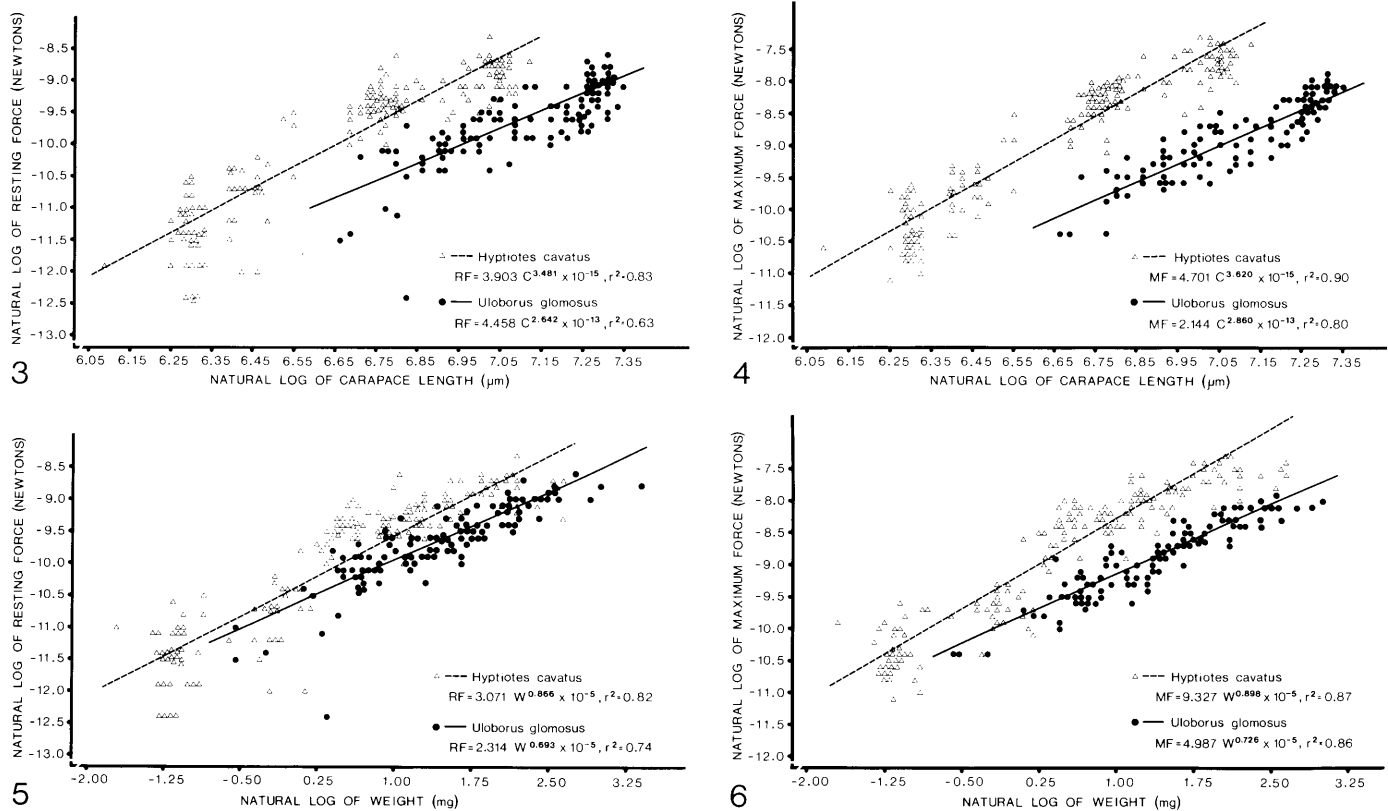 NATURAL LOG OF RESTING FORCE (NEWTONS)
-8.5
-9.0
-9.5
-10.0
-10.5
-11.0
-11.5
-12.0
-12.5
-13.0
Hyptiotes cavatus
RF = 3.903 C^3.481 x 10^-15, r²=0.83
Uloborus glomosus
RF = 4.458 C^2.642 x 10^-13, r²=0.63
6.05 6.15 6.25 6.35 6.45 6.55 6.65 6.75 6.85 6.95 7.05 7.15 7.25 7.35
NATURAL LOG OF CARAPACE LENGTH (µm)
3
NATURAL LOG OF MAXIMUM FORCE (NEWTONS)
-7.5
-8.0
-8.5
-9.0
-9.5
-10.0
-10.5
-11.0
-11.5
-12.0
Hyptiotes cavatus
MF = 4.701 C^3.620 x 10^-15, r²=0.90
Uloborus glomosus
MF = 2.144 C^2.860 x 10^-13, r²=0.80
6.05 6.15 6.25 6.35 6.45 6.55 6.65 6.75 6.85 6.95 7.05 7.15 7.25 7.35
NATURAL LOG OF CARAPACE LENGTH (µm)
4
NATURAL LOG OF RESTING FORCE (NEWTONS)
-8.5
-9.0
-9.5
-10.0
-10.5
-11.0
-11.5
-12.0
-12.5
-13.0
Hyptiotes cavatus
RF = 3.071 W^0.866 x 10^-5, r²=0.82
Uloborus glomosus
RF = 2.314 W^0.693 x 10^-5, r²=0.74
-2.00 -1.25 -0.50 0.25 1.00 1.75 2.50 3.25
NATURAL LOG OF WEIGHT (mg)
5
NATURAL LOG OF MAXIMUM FORCE (NEWTONS)
-7.5
-8.0
-8.5
-9.0
-9.5
-10.0
-10.5
-11.0
-11.5
-12.0
Hyptiotes cavatus
MF = 9.327 W^0.898 x 10^-5, r²=0.87
Uloborus glomosus
MF = 4.987 W^0.726 x 10^-5, r²=0.86
-2.00 -1.25 -0.50 0.25 1.00 1.75 2.50 3.25
NATURAL LOG OF WEIGHT (mg)
6